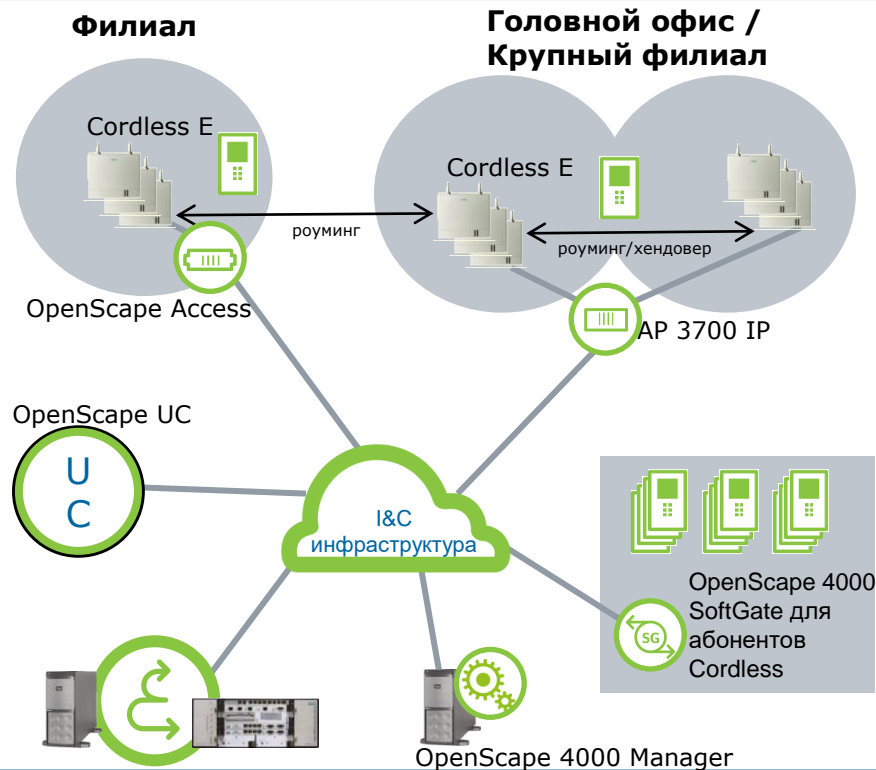 Филиал
Головной офис /
Крупный филиал
Cordless E
Cordless E
роуминг
роуминг/хендовер
OpenScape Access
AP 3700 IP
OpenScape UC
U
C
I&C
инфраструктура
OpenScape 4000
SoftGate для
абонентов
Cordless
SG
OpenScape 4000 Manager